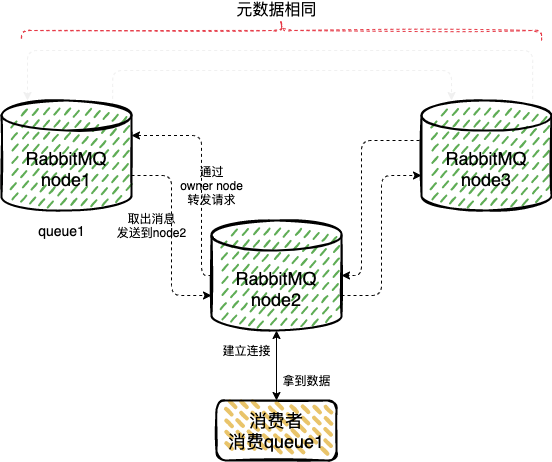 元数据相同
RabbitMQ
node1
queue1
通过
owner node
转发请求
取出消息
发送到node2
RabbitMQ
node3
RabbitMQ
node2
建立连接
拿到数据
消费者
消费queue1